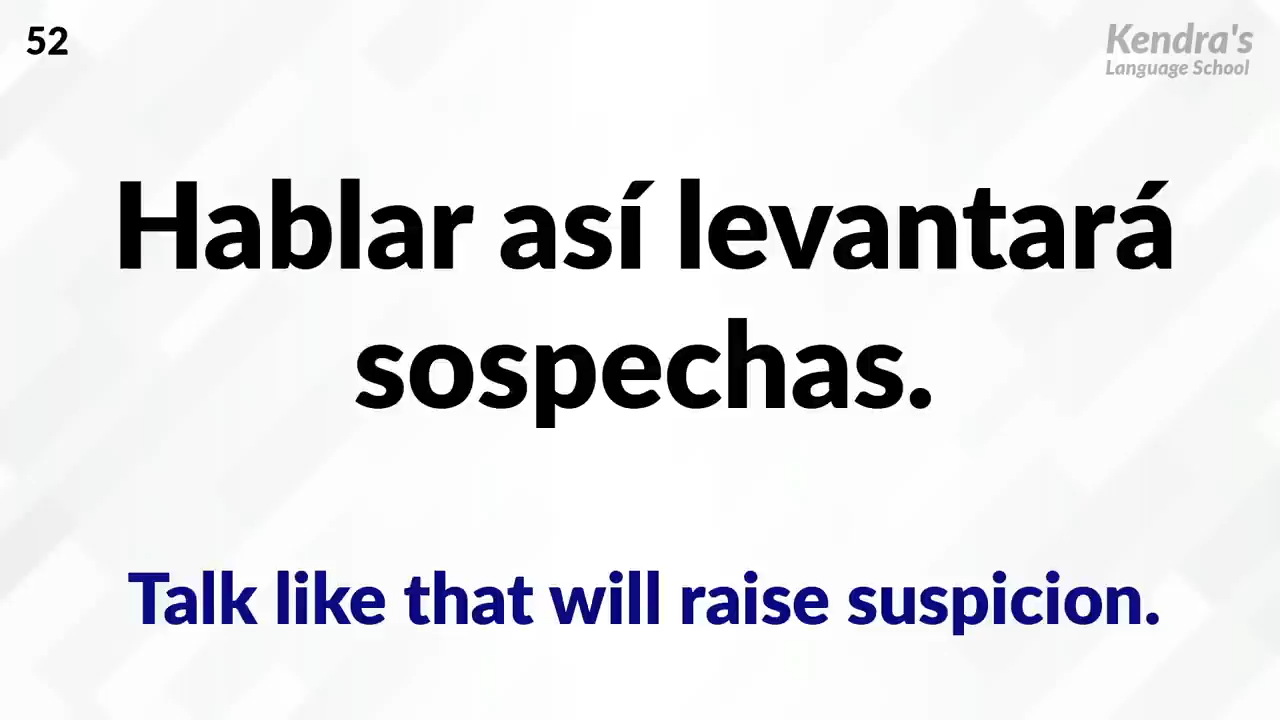 52
Kendra's
Language School
Hablar así levantará
sospechas.
Talk like that will raise suspicion.